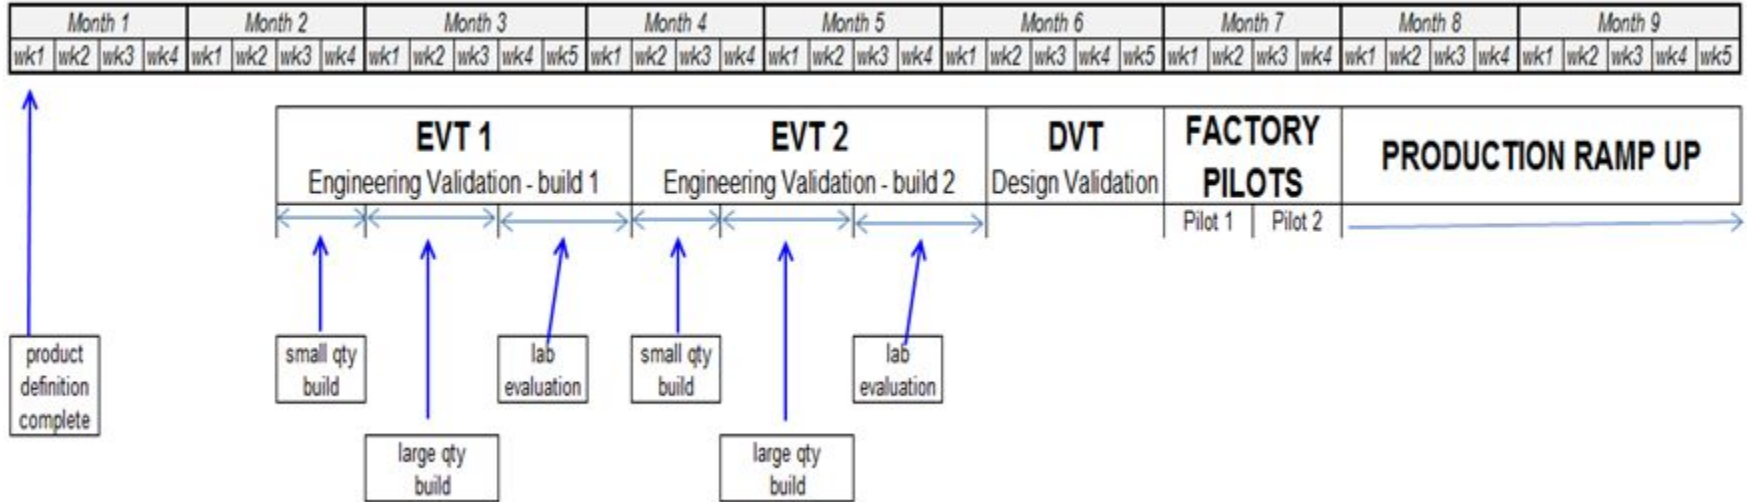 Month 1 Month 2 Month 3 Month 4 Month 5 Month 6 Month 7 Month 8 Month 9
wk1 wk2 wk3 wk4 wk1 wk2 wk3 wk4 wk1 wk2 wk3 wk4 wk5 wk1 wk2 wk3 wk4 wk1 wk2 wk3 wk4 wk1 wk2 wk3 wk4 wk5 wk1 wk2 wk3 wk4 wk1 wk2 wk3 wk4 wk1 wk2 wk3 wk4 wk5
EVT 1
Engineering Validation - build 1
EVT 2
Engineering Validation - build 2
DVT
Design Validation
FACTORY
PILOTS
Pilot 1 Pilot 2
PRODUCTION RAMP UP
product
definition
complete
small qty
build
large qty
build
lab
evaluation
small qty
build
large qty
build
lab
evaluation